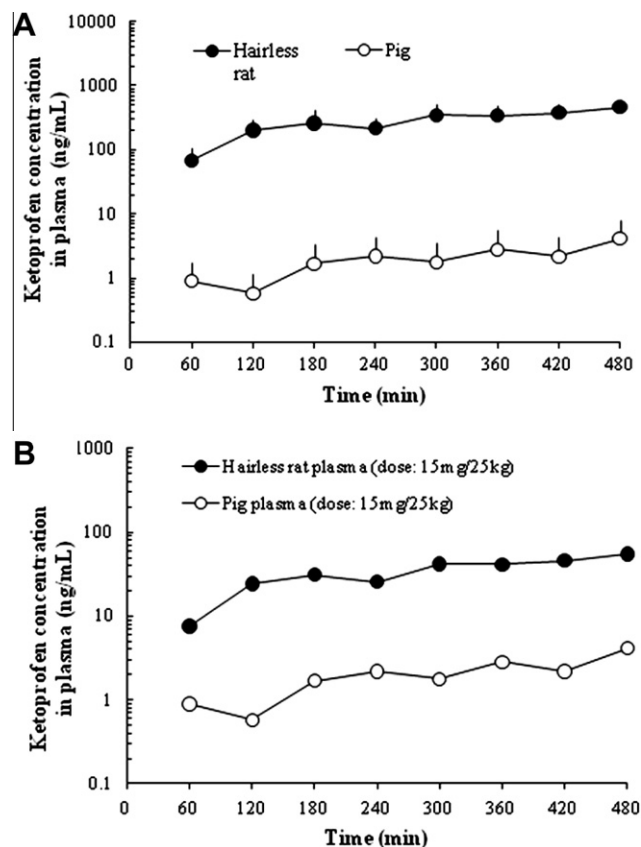 A
Hairless rat
Pig
10000
1000
100
10
1
0.1
Ketoprofen concentration
in plasma (ng/mL)
0 60 120 180 240 300 360 420 480
Time (min)
B
Hairless rat plasma (dose: 15mg/25kg)
Pig plasma (dose: 15mg/25kg)
1000
100
10
1
0.1
Ketoprofen concentration
in plasma (ng/mL)
0 60 120 180 240 300 360 420 480
Time (min)